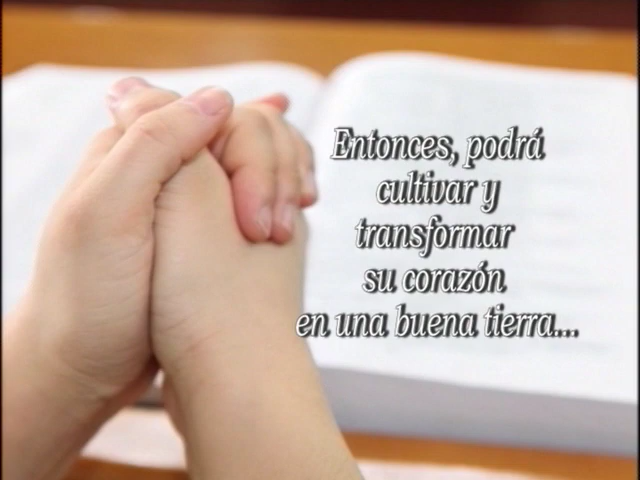 Entonces, podrá
cultivar y
transformar
su corazón
en una buena tierra...